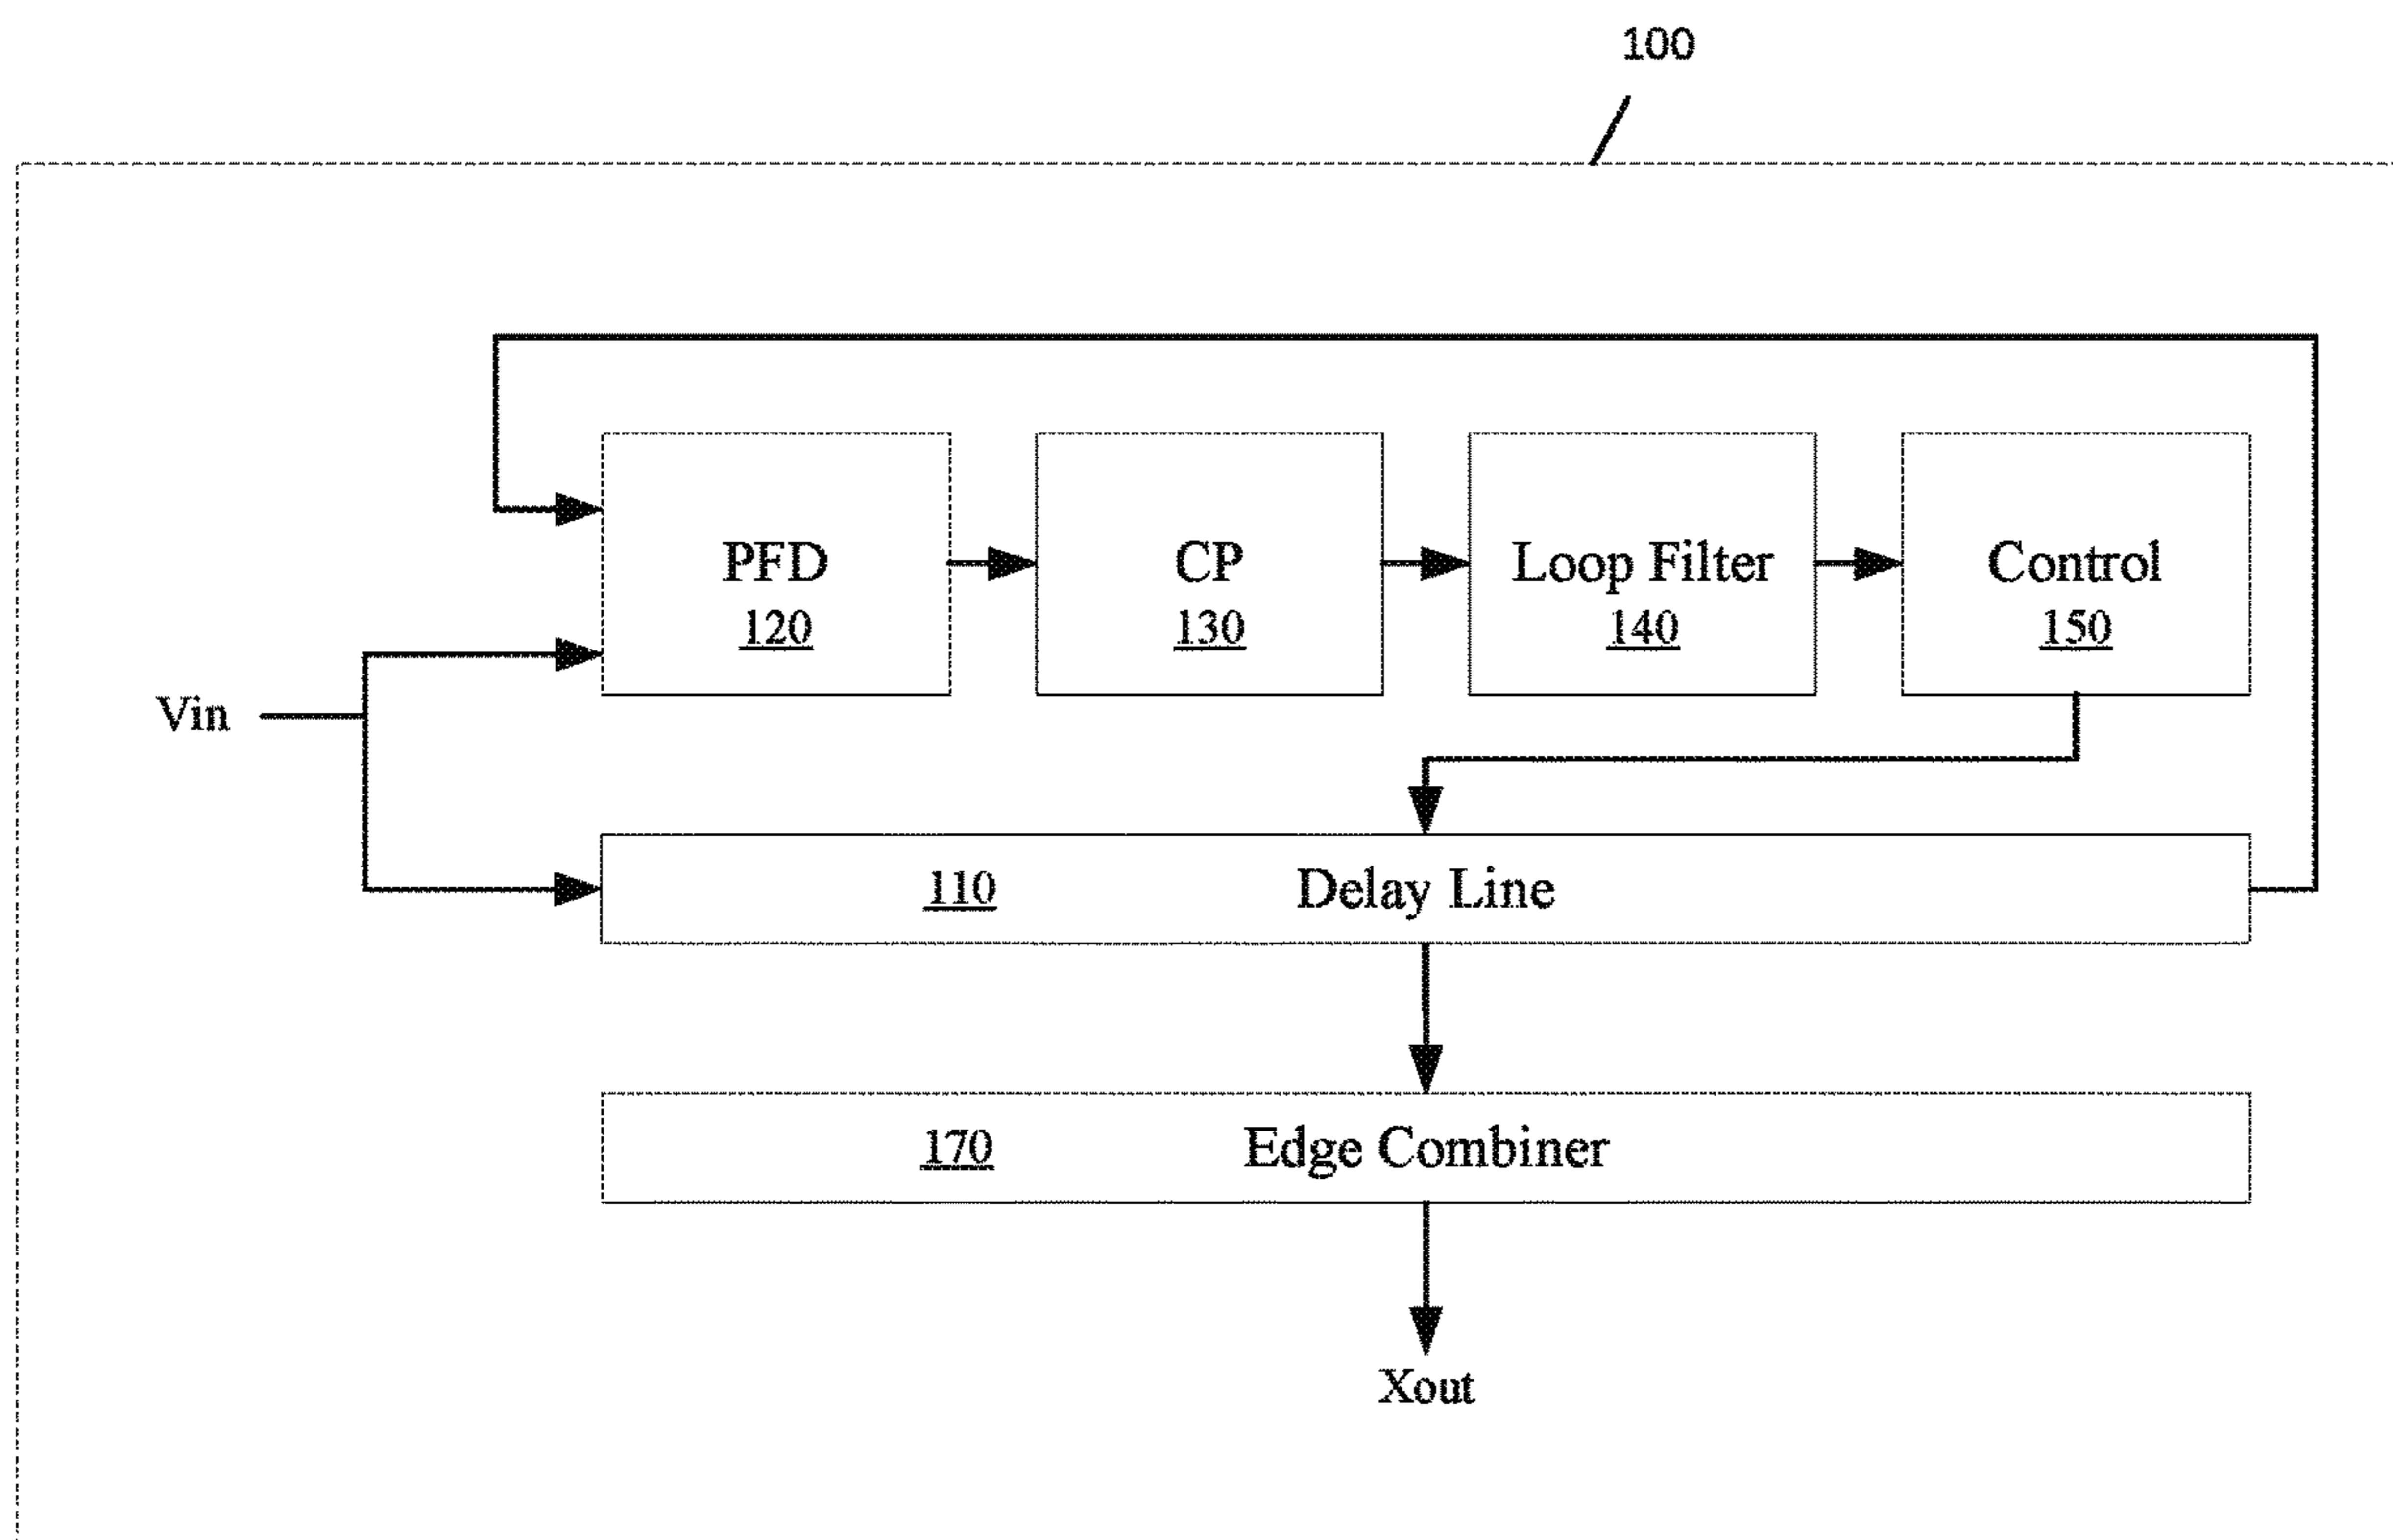 100
PFD
120
CP
130
Loop Filter
140
Control
150
Vin
110
Delay Line
170
Edge Combiner
Xout